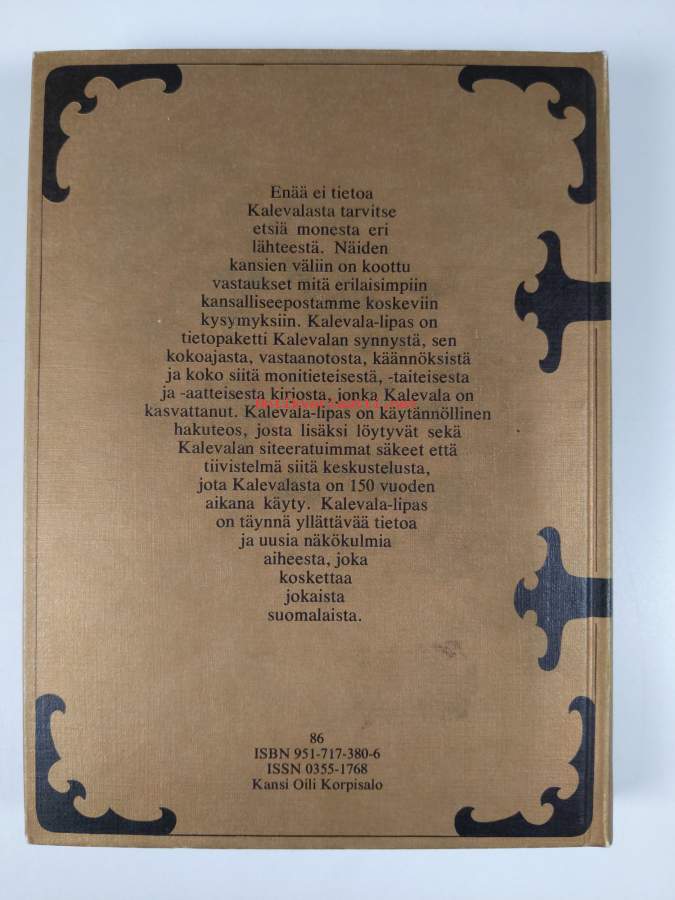 Enää ei tietoa
Kalevalasta tarvitse
etsiä monesta eri
lähteestä. Näiden
kansien väliin on koottu
vastaukset mitä erilaisimpiin
kansalliseepostamme koskeviin
kysymyksiin. Kalevala-lipas on
tietopaketti Kalevalan synnystä, sen
kokoajasta, vastaanotosta, käännöksistä
ja koko siitä monitieteisestä, -taiteisesta
ja -aatteisesta kirjosta, jonka Kalevala on
kasvattanut. Kalevala-lipas on käytännöllinen
hakuteos, josta lisäksi löytyvät sekä
Kalevalan siteeratuimmat säkeet että
tiivistelmä siitä keskustelusta,
jota Kalevalasta on 150 vuoden
aikana käyty. Kalevala-lipas
on täynnä yllättävää tietoa
ja uusia näkökulmia
aiheesta, joka
koskettaa
jokaista
suomalaista.
86
ISBN 951-717-380-6
ISSN 0355-1768
Kansi Oili Korpisalo